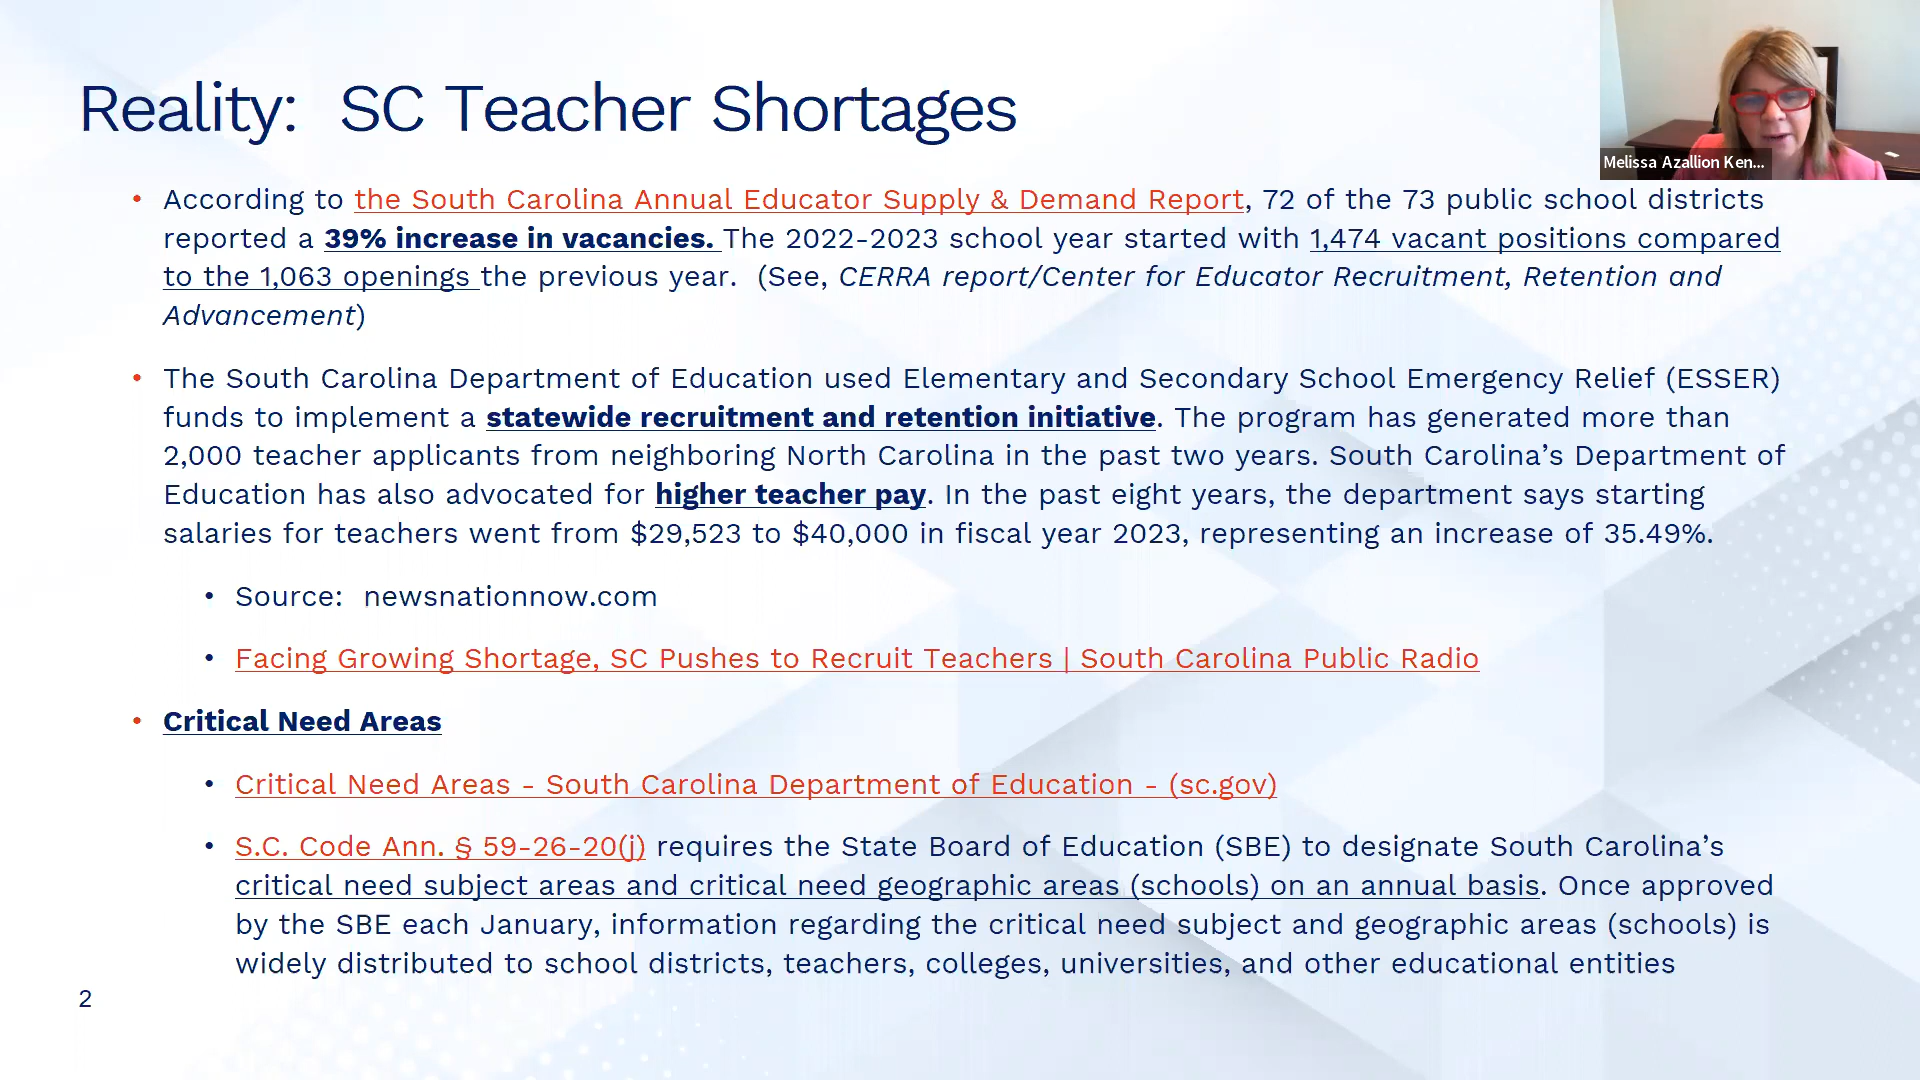 Reality: SC Teacher Shortages
Melissa Azallion Ken...
• According to the South Carolina Annual Educator Supply & Demand Report, 72 of the 73 public school districts
reported a 39% increase in vacancies. The 2022-2023 school year started with 1,474 vacant positions compared
to the 1,063 openings the previous year. (See, CERRA report/Center for Educator Recruitment, Retention and
Advancement)
• The South Carolina Department of Education used Elementary and Secondary School Emergency Relief (ESSER)
funds to implement a statewide recruitment and retention initiative. The program has generated more than
2,000 teacher applicants from neighboring North Carolina in the past two years. South Carolina’s Department of
Education has also advocated for higher teacher pay. In the past eight years, the department says starting
salaries for teachers went from $29,523 to $40,000 in fiscal year 2023, representing an increase of 35.49%.
• Source: newsnationnow.com
• Facing Growing Shortage, SC Pushes to Recruit Teachers | South Carolina Public Radio
• Critical Need Areas
• Critical Need Areas - South Carolina Department of Education - (sc.gov)
• S.C. Code Ann. § 59-26-20(j) requires the State Board of Education (SBE) to designate South Carolina’s
critical need subject areas and critical need geographic areas (schools) on an annual basis. Once approved
by the SBE each January, information regarding the critical need subject and geographic areas (schools) is
widely distributed to school districts, teachers, colleges, universities, and other educational entities
2